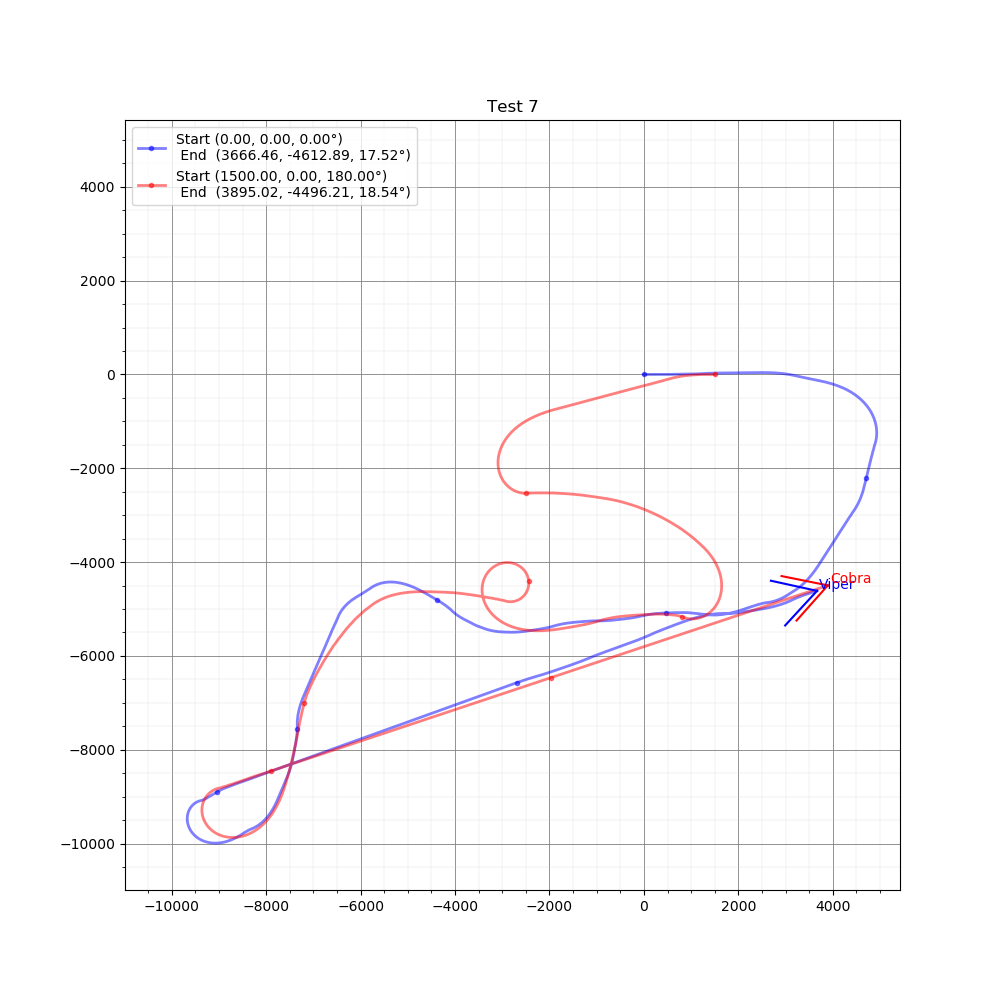 Test 7
Start (0.00, 0.00, 0.00°)
End  (3666.46, -4612.89, 17.52°)
Start (1500.00, 0.00, 180.00°)
End  (3895.02, -4496.21, 18.54°)
4000
2000
0
−2000
−4000
−6000
−8000
−10000
Cobra
Viper
−10000 −8000 −6000 −4000 −2000 0 2000 4000